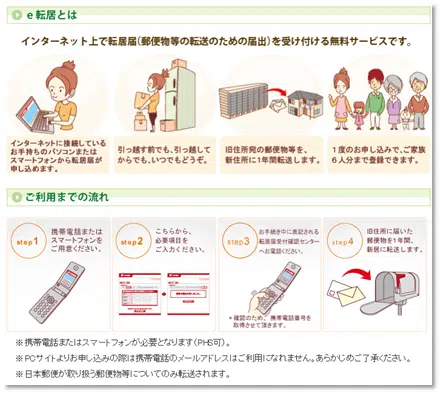 e転居とは
インターネット上で転居届(郵便物等の転送のための届出)を受け付ける無料サービスです。
インターネットに接続している
お手持ちのパソコンまたは
スマートフォンから転居届が
申し込めます。
引っ越す前でも、引っ越して
からでも、いつでもどうぞ。
旧住所宛の郵便物等を、
新住所に1年間転送します。
1度のお申し込みで、ご家族
6人分まで登録できます。
ご利用までの流れ
step1
携帯電話または
スマートフォンを
ご用意ください。
step2
こちらから、
必要項目を
ご入力ください。
step3
お手続き中に表記される
転居届受付確認センター
へお電話ください。
*確認のため、携帯電話番号を
取得させて頂きます。
step4
旧住所に届いた
郵便物を1年間、
新居に転送します。
※携帯電話またはスマートフォンが必要となります(PHS可)。
※PCサイトよりお申し込みの際は携帯電話のメールアドレスはご利用になれません。あらかじめご了承ください。
※日本郵便が取り扱う郵便物等についてのみ転送されます。